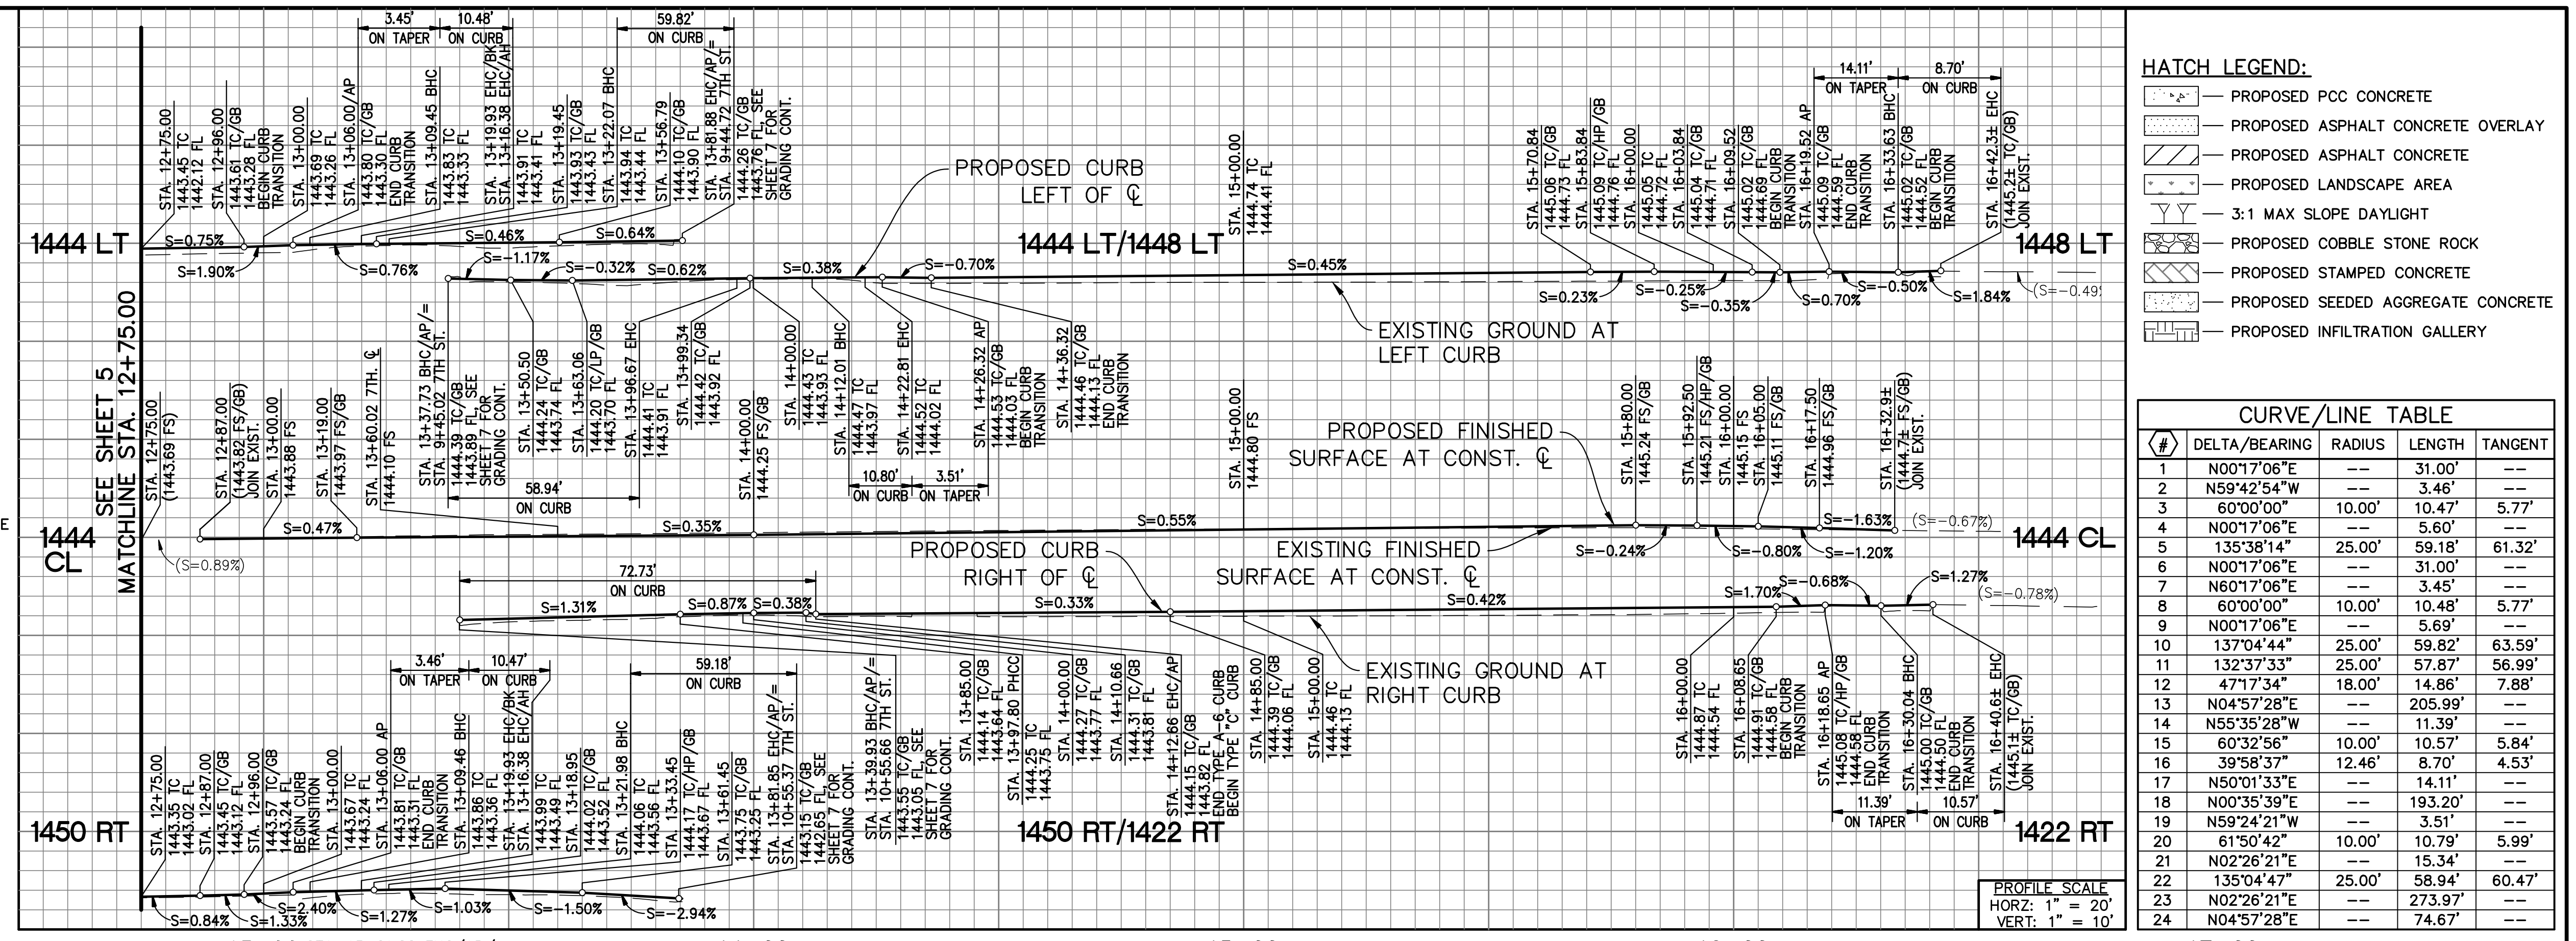 3.45'
ON TAPER
10.48'
ON CURB
59.82'
ON CURB
STA. 12+75.00
1443.45 TC
1442.12 FL
STA. 12+96.00
1443.61 TC/GB
1443.28 FL
BEGIN CURB
TRANSITION
STA. 13+00.00
1443.69 TC
1443.26 FL
STA. 13+06.00/AP
1443.80 TC/GB
1443.30 FL
END CURB
TRANSITION
STA. 13+09.45 BHC
1443.83 TC
1443.33 FL
STA. 13+19.93 EHC/BK
STA. 13+16.38 EHC/AH
1443.91 TC
1443.41 FL
STA. 13+19.45
1443.93 TC/GB
1443.43 FL
STA. 13+22.07 BHC
1443.94 TC
1443.44 FL
STA. 13+56.79
1444.10 TC/GB
1443.90 FL
STA. 13+81.88 EHC/AP/=
STA. 9+44.72 7TH ST.
1444.26 TC/GB
1443.76 FL, SEE
SHEET 7 FOR
GRADING CONT.
PROPOSED CURB
LEFT OF ℄
STA. 15+00.00
1444.74 TC
1444.41 FL
STA. 15+70.84
1445.06 TC/GB
1444.73 FL
STA. 15+83.84
1445.09 TC/HP/GB
1444.76 FL
STA. 16+00.00
1445.05 TC
1444.72 FL
STA. 16+03.84
1445.04 TC/GB
1444.71 FL
STA. 16+09.52
1445.02 TC/GB
1444.69 FL
BEGIN CURB
TRANSITION
STA. 16+19.52 AP
1445.09 TC/GB
1444.59 FL
END CURB
TRANSITION
14.11'
ON TAPER
8.70'
ON CURB
STA. 16+33.63 BHC
1445.02 TC/GB
1444.52 FL
BEGIN CURB
TRANSITION
STA. 16+42.3± EHC
(1445.2± TC/GB)
JOIN EXIST.
1444 LT
1444 LT/1448 LT
1448 LT
S=0.75%
S=1.90%
S=0.76%
S=0.46%
S=0.64%
S=-1.17%
S=-0.32%
S=0.62%
S=0.38%
S=-0.70%
S=0.45%
S=0.23%
S=-0.25%
S=-0.35%
S=0.70%
S=-0.50%
S=1.84%
(S=-0.49
EXISTING GROUND AT
LEFT CURB
SEE SHEET 5
MATCHLINE STA. 12+75.00
STA. 12+75.00
(1443.69 FS)
STA. 12+87.00
(1443.82 FS/GB)
JOIN EXIST.
STA. 13+00.00
1443.88 FS
STA. 13+19.00
1443.97 FS/GB
STA. 13+60.02 7TH. ℄
1444.10 FS
STA. 13+37.73 BHC/AP/=
STA. 9+45.02 7TH ST.
1444.39 TC/GB
1443.89 FL, SEE
SHEET 7 FOR
GRADING CONT.
STA. 13+50.50
1444.24 TC/GB
1443.74 FL
STA. 13+63.06
1444.20 TC/LP/GB
1443.70 FL
STA. 13+96.67 EHC
1444.41 TC
1443.91 FL
STA. 13+99.34
1444.42 TC/GB
1443.92 FL
STA. 14+00.00
1444.25 FS/GB
STA. 14+00.00
1444.43 TC
1443.93 FL
STA. 14+12.01 BHC
1444.47 TC
1443.97 FL
STA. 14+22.81 EHC
1444.52 TC
1444.02 FL
STA. 14+26.32 AP
1444.53 TC/GB
1444.03 FL
BEGIN CURB
TRANSITION
STA. 14+36.32
1444.46 TC/GB
1444.13 FL
END CURB
TRANSITION
58.94'
ON CURB
10.80'
ON CURB
3.51'
ON TAPER
STA. 15+00.00
1444.80 FS
PROPOSED FINISHED
SURFACE AT CONST. ℄
STA. 15+80.00
1445.24 FS/GB
STA. 15+92.50
1445.21 FS/HP/GB
STA. 16+00.00
1445.15 FS
STA. 16+05.00
1445.11 FS/GB
STA. 16+17.50
1444.96 FS/GB
STA. 16+32.9±
(1444.7± FS/GB)
JOIN EXIST.
1444
CL
1444 CL
(S=0.89%)
S=0.47%
S=0.35%
S=0.55%
S=-0.24%
S=-0.80%
S=-1.20%
S=-1.63%
(S=-0.67%)
PROPOSED CURB
RIGHT OF ℄
EXISTING FINISHED
SURFACE AT CONST. ℄
72.73'
ON CURB
S=1.31%
S=0.87%
S=0.38%
S=0.33%
S=0.42%
S=1.70%
S=-0.68%
S=1.27%
(S=-0.78%)
EXISTING GROUND AT
RIGHT CURB
3.46'
ON TAPER
10.47'
ON CURB
59.18'
ON CURB
STA. 12+75.00
1443.35 TC
1443.02 FL
STA. 12+87.00
1443.45 TC/GB
1443.12 FL
STA. 12+96.00
1443.57 TC/GB
1443.24 FL
BEGIN CURB
TRANSITION
STA. 13+00.00
1443.67 TC
1443.24 FL
STA. 13+06.00 AP
1443.81 TC/GB
1443.31 FL
END CURB
TRANSITION
STA. 13+09.46 BHC
1443.86 TC
1443.36 FL
STA. 13+19.93 EHC/BK
STA. 13+16.38 EHC/AH
1443.99 TC
1443.49 FL
STA. 13+18.95
1444.02 TC/GB
1443.52 FL
STA. 13+21.98 BHC
1444.06 TC
1443.56 FL
STA. 13+33.45
1444.17 TC/HP/GB
1443.67 FL
STA. 13+61.45
1443.75 TC/GB
1443.25 FL
STA. 13+81.85 EHC/AP/=
STA. 10+55.37 7TH ST.
1443.15 TC/GB
1442.65 FL, SEE
SHEET 7 FOR
GRADING CONT.
STA. 13+39.93 BHC/AP/=
STA. 10+55.66 7TH ST.
1443.55 TC/GB
1443.05 FL, SEE
SHEET 7 FOR
GRADING CONT.
STA. 13+85.00
1444.14 TC/GB
1443.64 FL
STA. 13+97.80 PHCC
1444.25 TC
1443.75 FL
STA. 14+00.00
1444.27 TC/GB
1443.77 FL
STA. 14+10.66
1444.31 TC/GB
1443.81 FL
STA. 14+12.66 EHC/AP
1444.15 TC/GB
1443.82 FL
END TYPE A-6 CURB
BEGIN TYPE "C" CURB
STA. 14+85.00
1444.39 TC/GB
1444.06 FL
STA. 15+00.00
1444.46 TC
1444.13 FL
STA. 16+00.00
1444.87 TC
1444.54 FL
STA. 16+08.65
1444.91 TC/GB
1444.58 FL
BEGIN CURB
TRANSITION
STA. 16+18.65 AP
1445.08 TC/HP/GB
1444.58 FL
END CURB
TRANSITION
STA. 16+30.04 BHC
1445.00 TC/GB
1444.50 FL
END CURB
TRANSITION
STA. 16+40.6± EHC
(1445.1± TC/GB)
JOIN EXIST.
11.39'
ON TAPER
10.57'
ON CURB
1450 RT
1450 RT/1422 RT
1422 RT
S=0.84%
S=1.33%
S=2.40%
S=1.27%
S=1.03%
S=-1.50%
S=-2.94%
PROFILE SCALE
HORZ: 1" = 20'
VERT: 1" = 10'
E
HATCH LEGEND:
PROPOSED PCC CONCRETE
PROPOSED ASPHALT CONCRETE OVERLAY
PROPOSED ASPHALT CONCRETE
PROPOSED LANDSCAPE AREA
3:1 MAX SLOPE DAYLIGHT
PROPOSED COBBLE STONE ROCK
PROPOSED STAMPED CONCRETE
PROPOSED SEEDED AGGREGATE CONCRETE
PROPOSED INFILTRATION GALLERY
CURVE/LINE TABLE
# DELTA/BEARING RADIUS LENGTH TANGENT
1 N00°17'06"E -- 31.00' --
2 N59°42'54"W -- 3.46' --
3 60°00'00" 10.00' 10.47' 5.77'
4 N00°17'06"E -- 5.60' --
5 135°38'14" 25.00' 59.18' 61.32'
6 N00°17'06"E -- 31.00' --
7 N60°17'06"E -- 3.45' --
8 60°00'00" 10.00' 10.48' 5.77'
9 N00°17'06"E -- 5.69' --
10 137°04'44" 25.00' 59.82' 63.59'
11 132°37'33" 25.00' 57.87' 56.99'
12 47°17'34" 18.00' 14.86' 7.88'
13 N04°57'28"E -- 205.99' --
14 N55°35'28"W -- 11.39' --
15 60°32'56" 10.00' 10.57' 5.84'
16 39°58'37" 12.46' 8.70' 4.53'
17 N50°01'33"E -- 14.11' --
18 N00°35'39"E -- 193.20' --
19 N59°24'21"W -- 3.51' --
20 61°50'42" 10.00' 10.79' 5.99'
21 N02°26'21"E -- 15.34' --
22 135°04'47" 25.00' 58.94' 60.47'
23 N02°26'21"E -- 273.97' --
24 N04°57'28"E -- 74.67' --